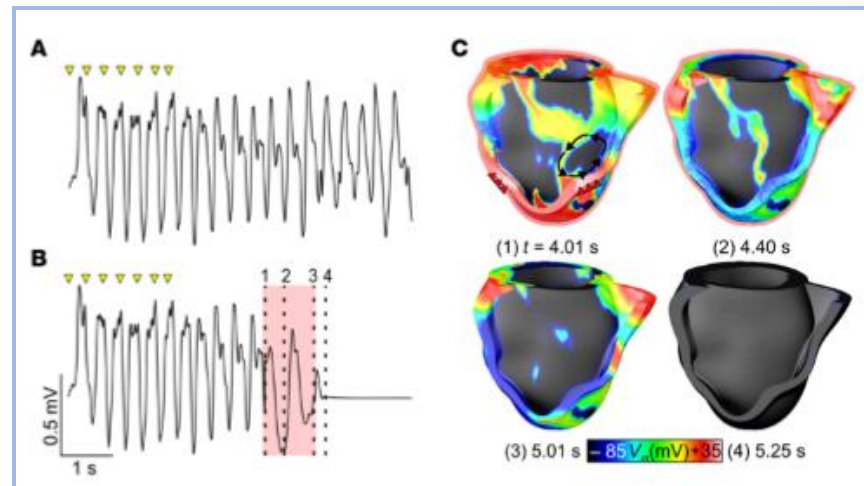 A
B
1 2 3 4
0.5 mV
1 s
C
(1) t = 4.01 s
(2) 4.40 s
(3) 5.01 s
– 85 Vₘ(mV)+35
(4) 5.25 s